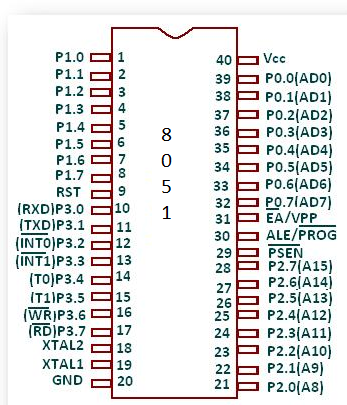 P1.0 1
P1.1 2
P1.2 3
P1.3 4
P1.4 5
P1.5 6
P1.6 7
P1.7 8
RST 9
(RXD)P3.0 10
(TXD)P3.1 11
(INT0)P3.2 12
(INT1)P3.3 13
(T0)P3.4 14
(T1)P3.5 15
(WR)P3.6 16
(RD)P3.7 17
XTAL2 18
XTAL1 19
GND 20
8
0
5
1
40 Vcc
39 P0.0(AD0)
38 P0.1(AD1)
37 P0.2(AD2)
36 P0.3(AD3)
35 P0.4(AD4)
34 P0.5(AD5)
33 P0.6(AD6)
32 P0.7(AD7)
31 EA/VPP
30 ALE/PROG
29 PSEN
28 P2.7(A15)
27 P2.6(A14)
26 P2.5(A13)
25 P2.4(A12)
24 P2.3(A11)
23 P2.2(A10)
22 P2.1(A9)
21 P2.0(A8)